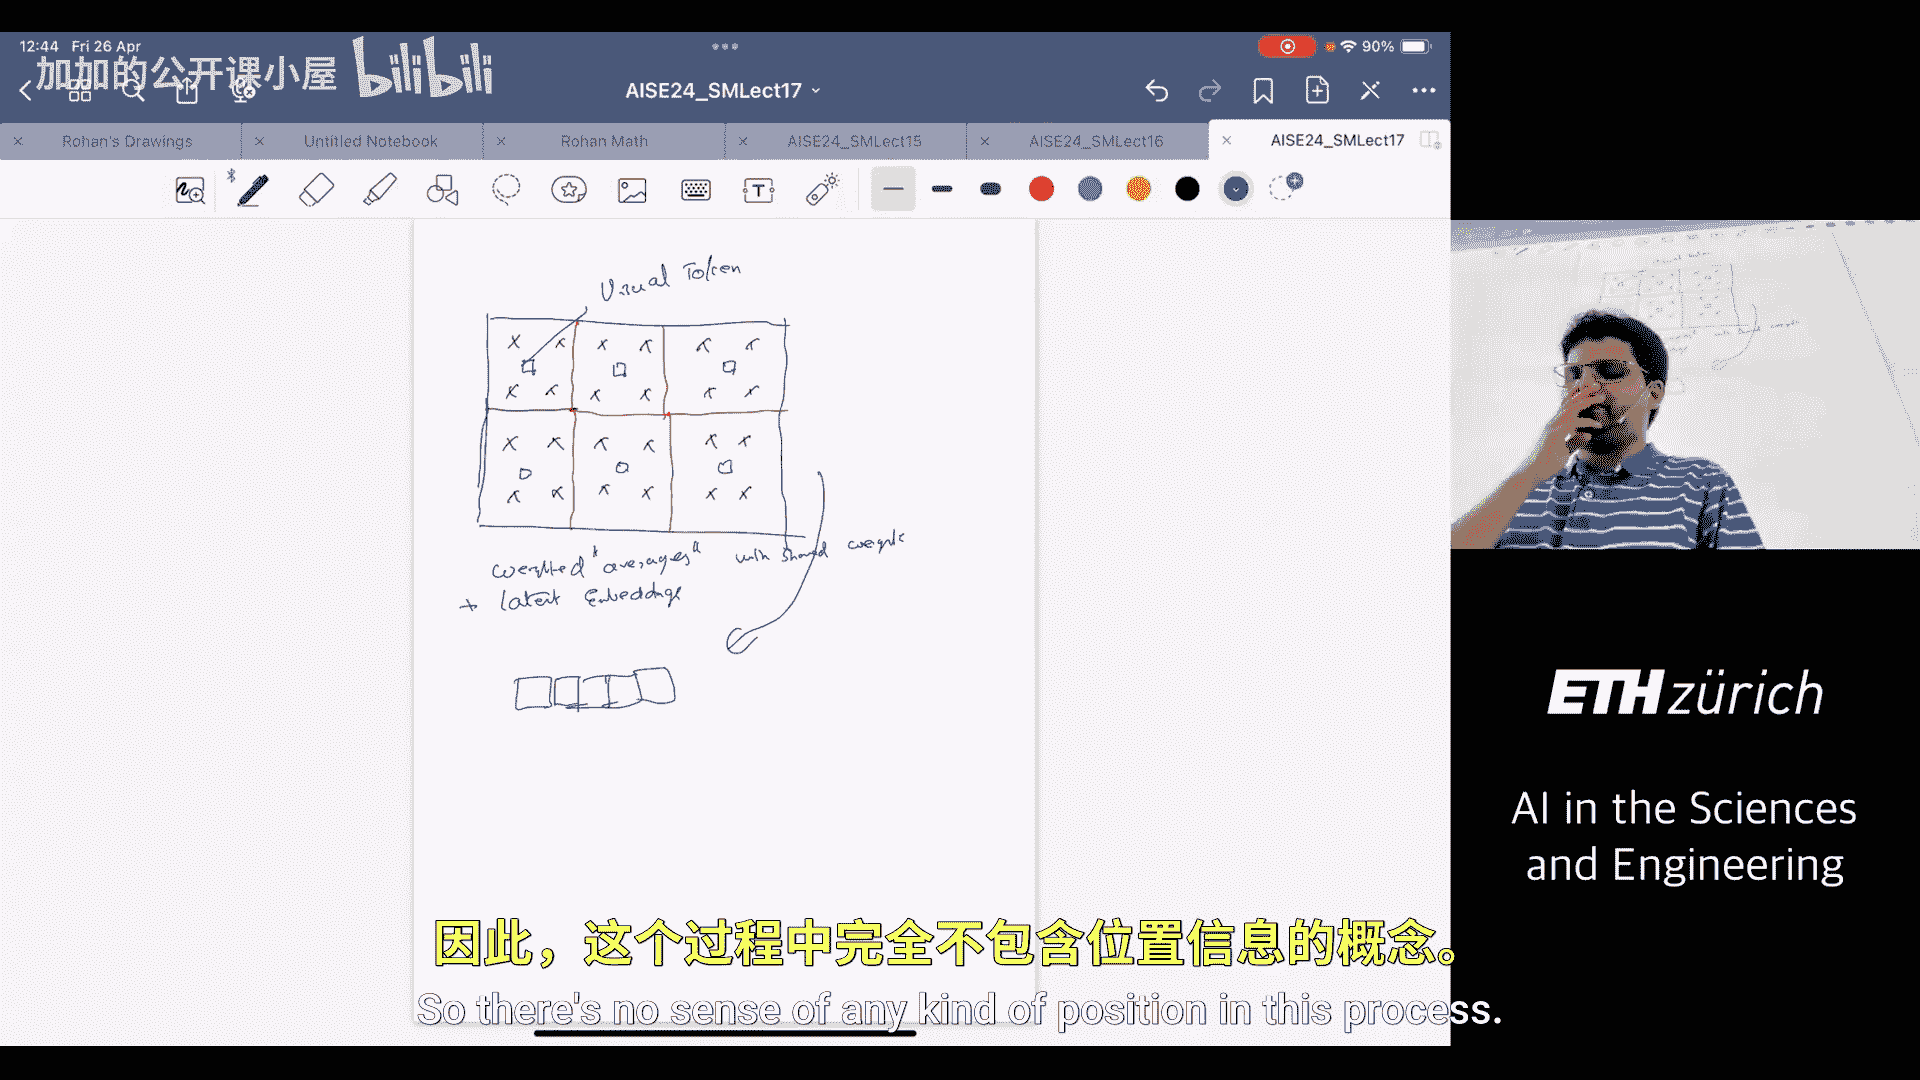 12:44 Fri 26 Apr
90%
加加的公开课小屋 bilibili
AISE24_SMLect17
Rohan's Drawings
Untitled Notebook
Rohan Math
AISE24_SMLect15
AISE24_SMLect16
AISE24_SMLect17
Visual Token
weighted "averages" with shared weights
+ latent Embeddings
ETH zürich
AI in the Sciences
and Engineering
因此，这个过程中完全不包含位置信息的概念。
So there's no sense of any kind of position in this process.